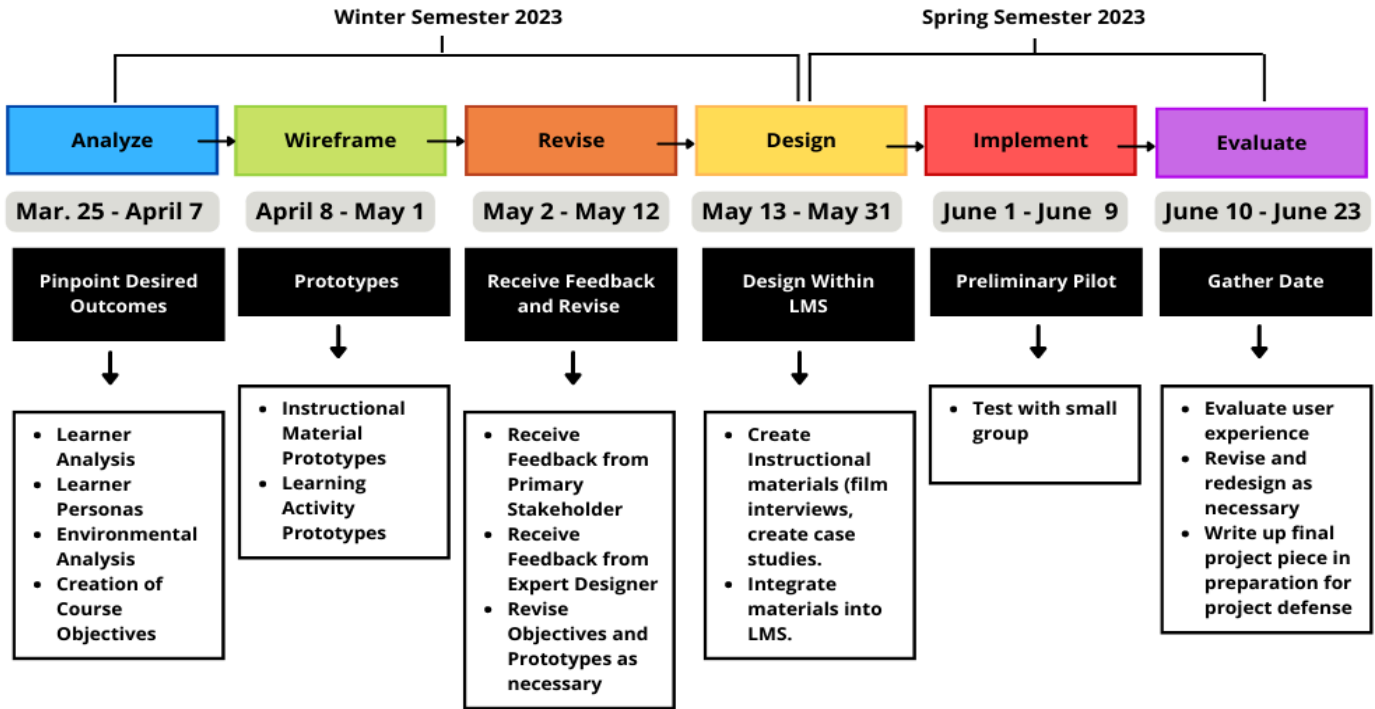 Winter Semester 2023
Spring Semester 2023
Analyze
Wireframe
Revise
Design
Implement
Evaluate
Mar. 25 - April 7
April 8 - May 1
May 2 - May 12
May 13 - May 31
June 1 - June 9
June 10 - June 23
Pinpoint Desired
Outcomes
Prototypes
Receive Feedback
and Revise
Design Within
LMS
Preliminary Pilot
Gather Date
• Learner
Analysis
• Learner
Personas
• Environmental
Analysis
• Creation of
Course
Objectives
• Instructional
Material
Prototypes
• Learning
Activity
Prototypes
• Receive
Feedback from
Primary
Stakeholder
• Receive
Feedback from
Expert Designer
• Revise
Objectives and
Prototypes as
necessary
• Create
Instructional
materials (film
interviews,
create case
studies.
• Integrate
materials into
LMS.
• Test with small
group
• Evaluate user
experience
• Revise and
redesign as
necessary
• Write up final
project piece in
preparation for
project defense